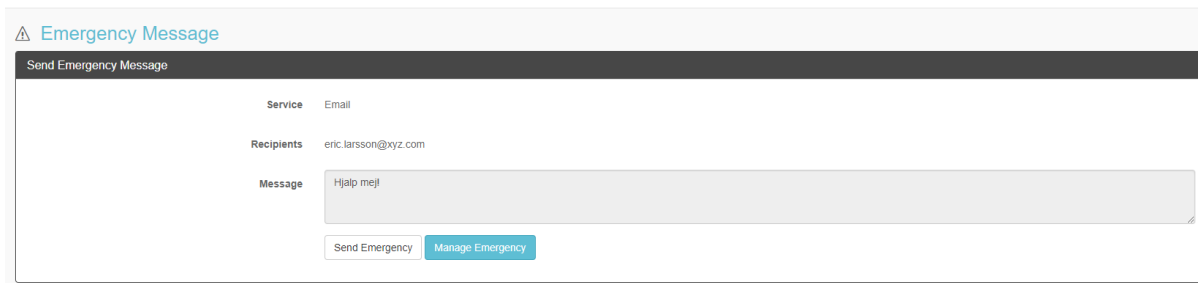 Emergency Message
Send Emergency Message
Service Email
Recipients eric.larsson@xyz.com
Message Hjalp mej!
Send Emergency Manage Emergency